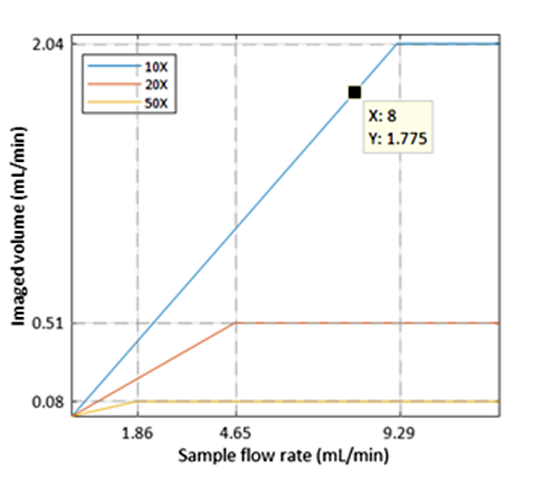 2.04
10X
20X
50X
X: 8
Y: 1.775
Imaged volume (mL/min)
0.51
0.08
1.86 4.65 9.29
Sample flow rate (mL/min)